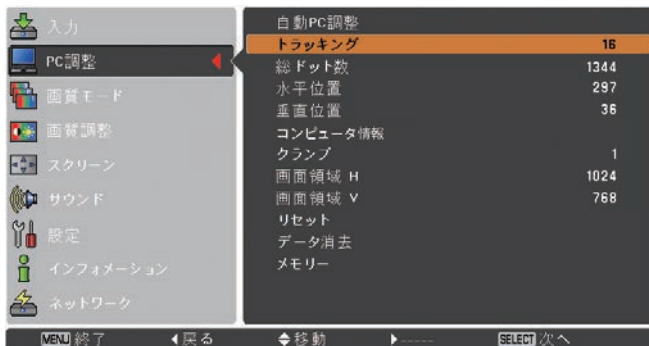 入力
PC調整
画質モード
画質調整
スクリーン
サウンド
設定
インフォメーション
ネットワーク
自動PC調整
トラッキング 16
総ドット数 1344
水平位置 297
垂直位置 36
コンピュータ情報
クランプ 1
画面領域 H 1024
画面領域 V 768
リセット
データ消去
メモリー
MENU 終了 ◀戻る ◆移動 ▶----- SELECT 次へ